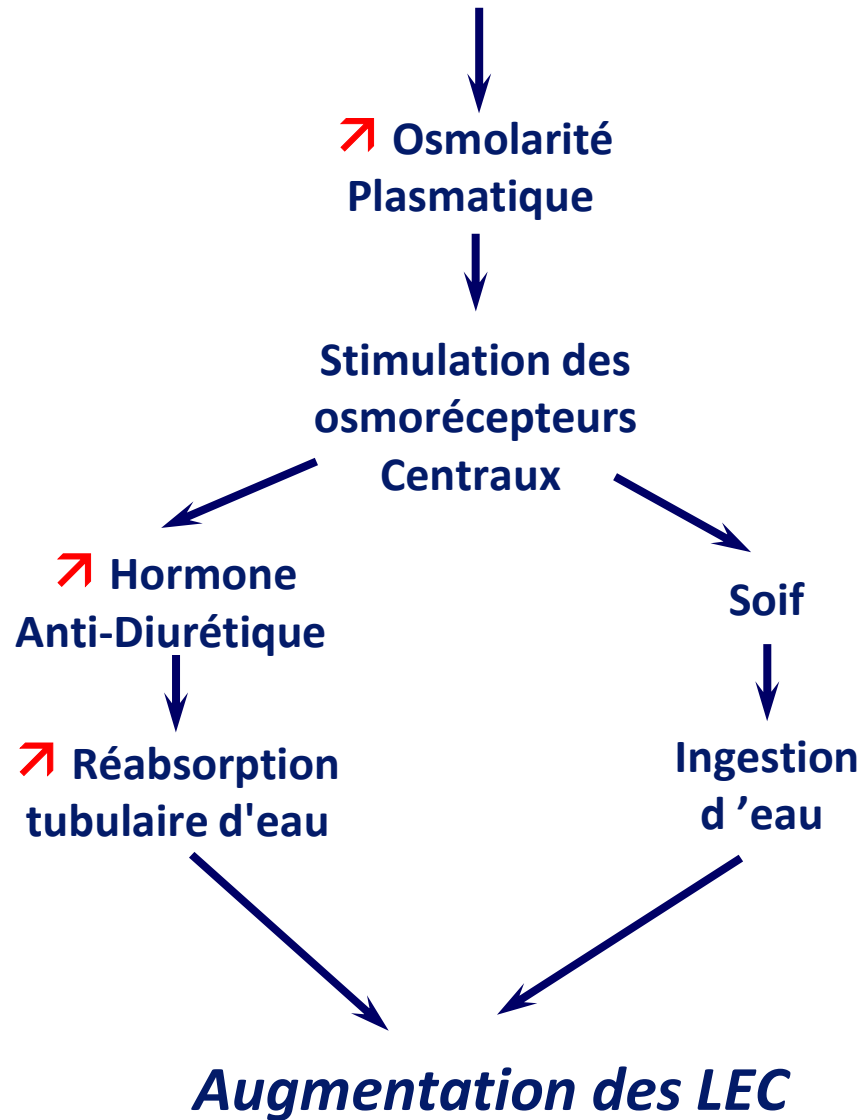 Osmolarité
Plasmatique
Stimulation des
osmorécepteurs
Centraux
Hormone
Anti-Diurétique
Soif
Réabsorption
tubulaire d'eau
Ingestion
d ’eau
Augmentation des LEC